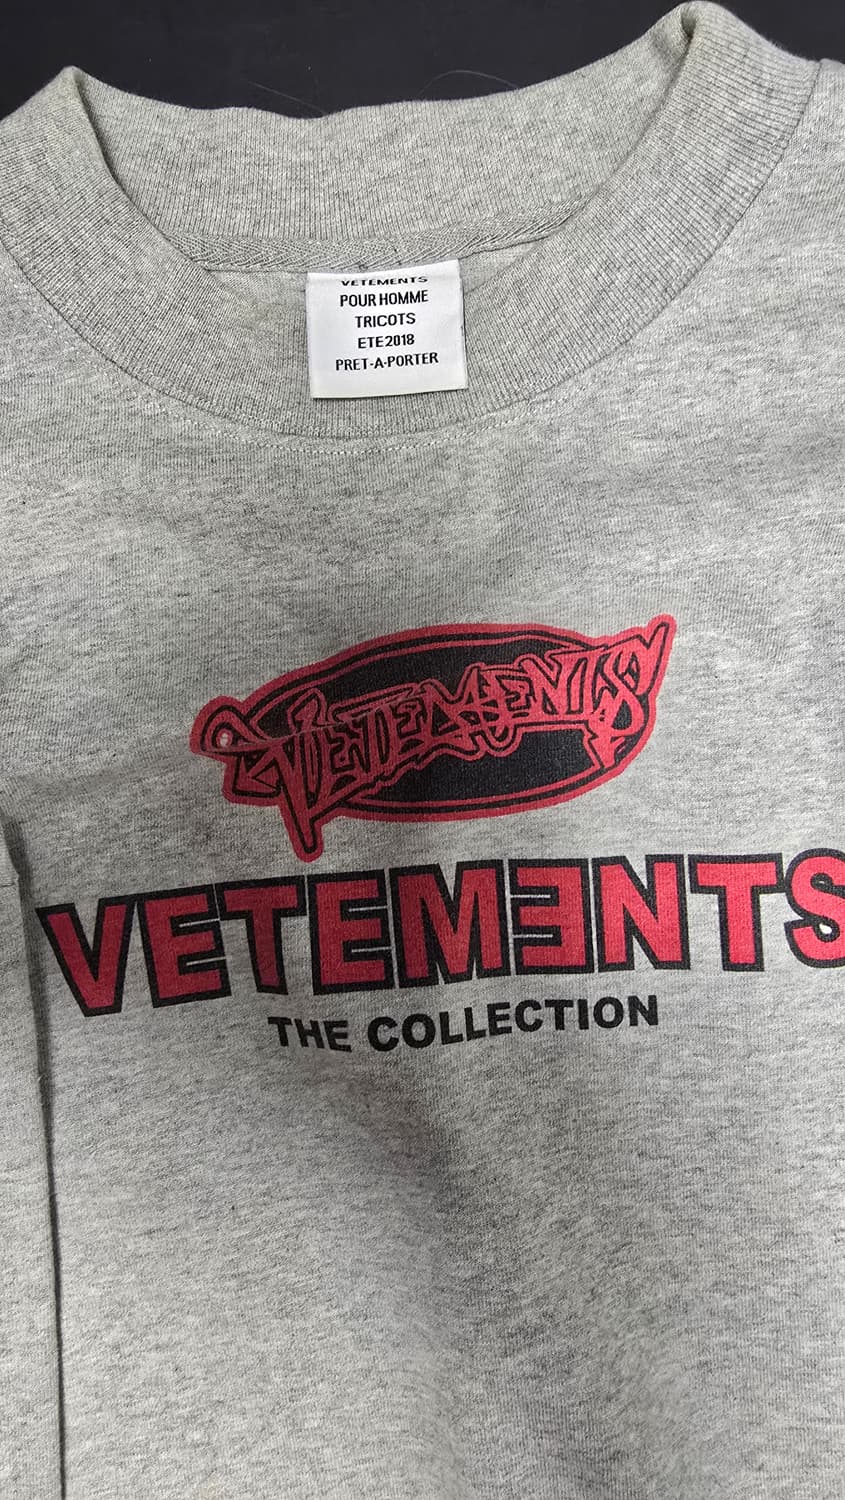 VETEMENTS
POUR HOMME
TRICOTS
ETE2018
PRET-A-PORTER
VETEMENTS
VETEMƎNTS
THE COLLECTION